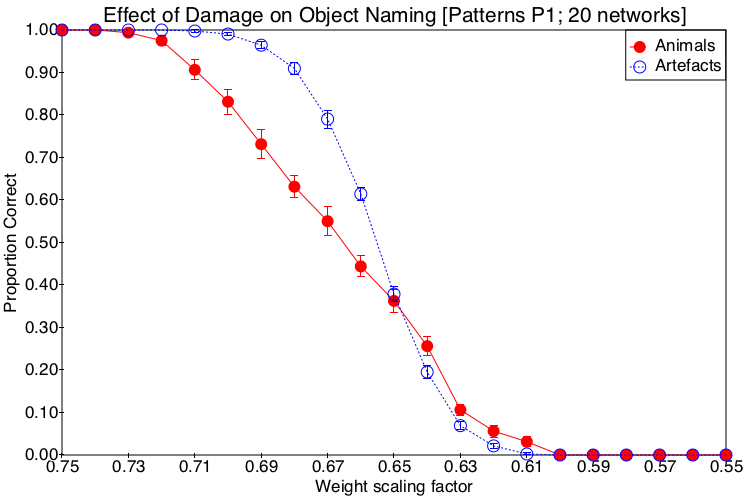 Effect of Damage on Object Naming [Patterns P1; 20 networks]
Animals
Artefacts
Proportion Correct
1.00
0.90
0.80
0.70
0.60
0.50
0.40
0.30
0.20
0.10
0.00
0.75 0.73 0.71 0.69 0.67 0.65 0.63 0.61 0.59 0.57 0.55
Weight scaling factor